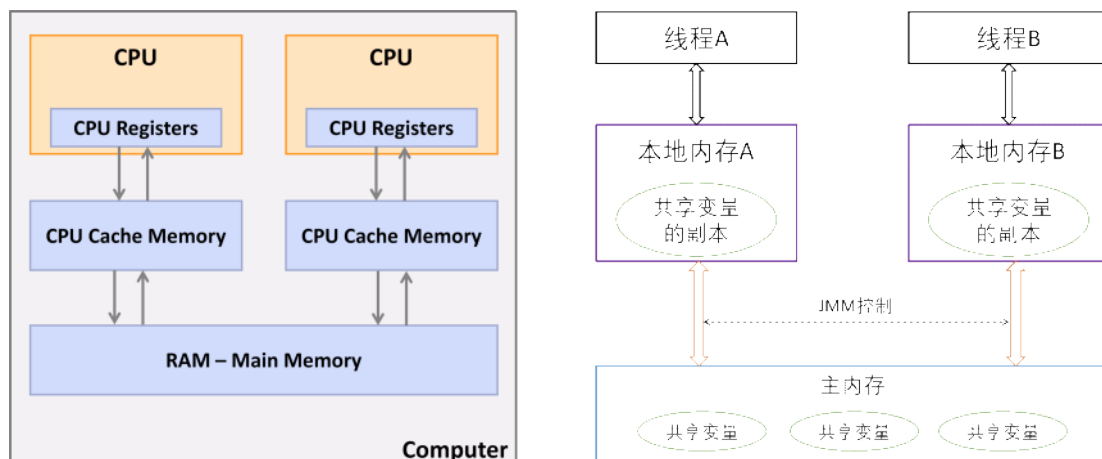 CPU
CPU Registers
CPU Cache Memory
CPU
CPU Registers
CPU Cache Memory
RAM – Main Memory
Computer
线程A
线程B
本地内存A
共享变量
的副本
本地内存B
共享变量
的副本
JMM控制
主内存
共享变量
共享变量
共享变量